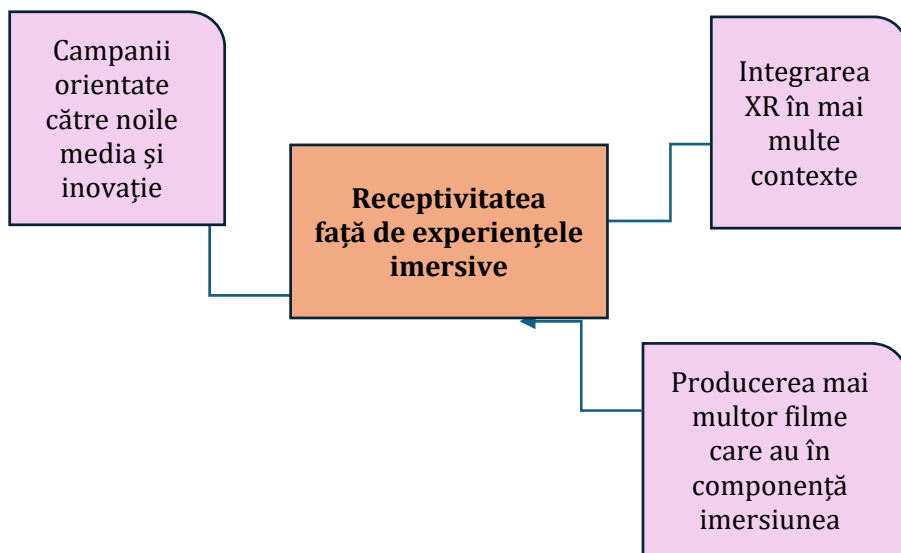 Campanii
orientate
către noile
media și
inovație
Receptivitatea
față de experiențele
imersive
Integrarea
XR în mai
multe
contexte
Producerea mai
multor filme
care au în
componență
imersiunea